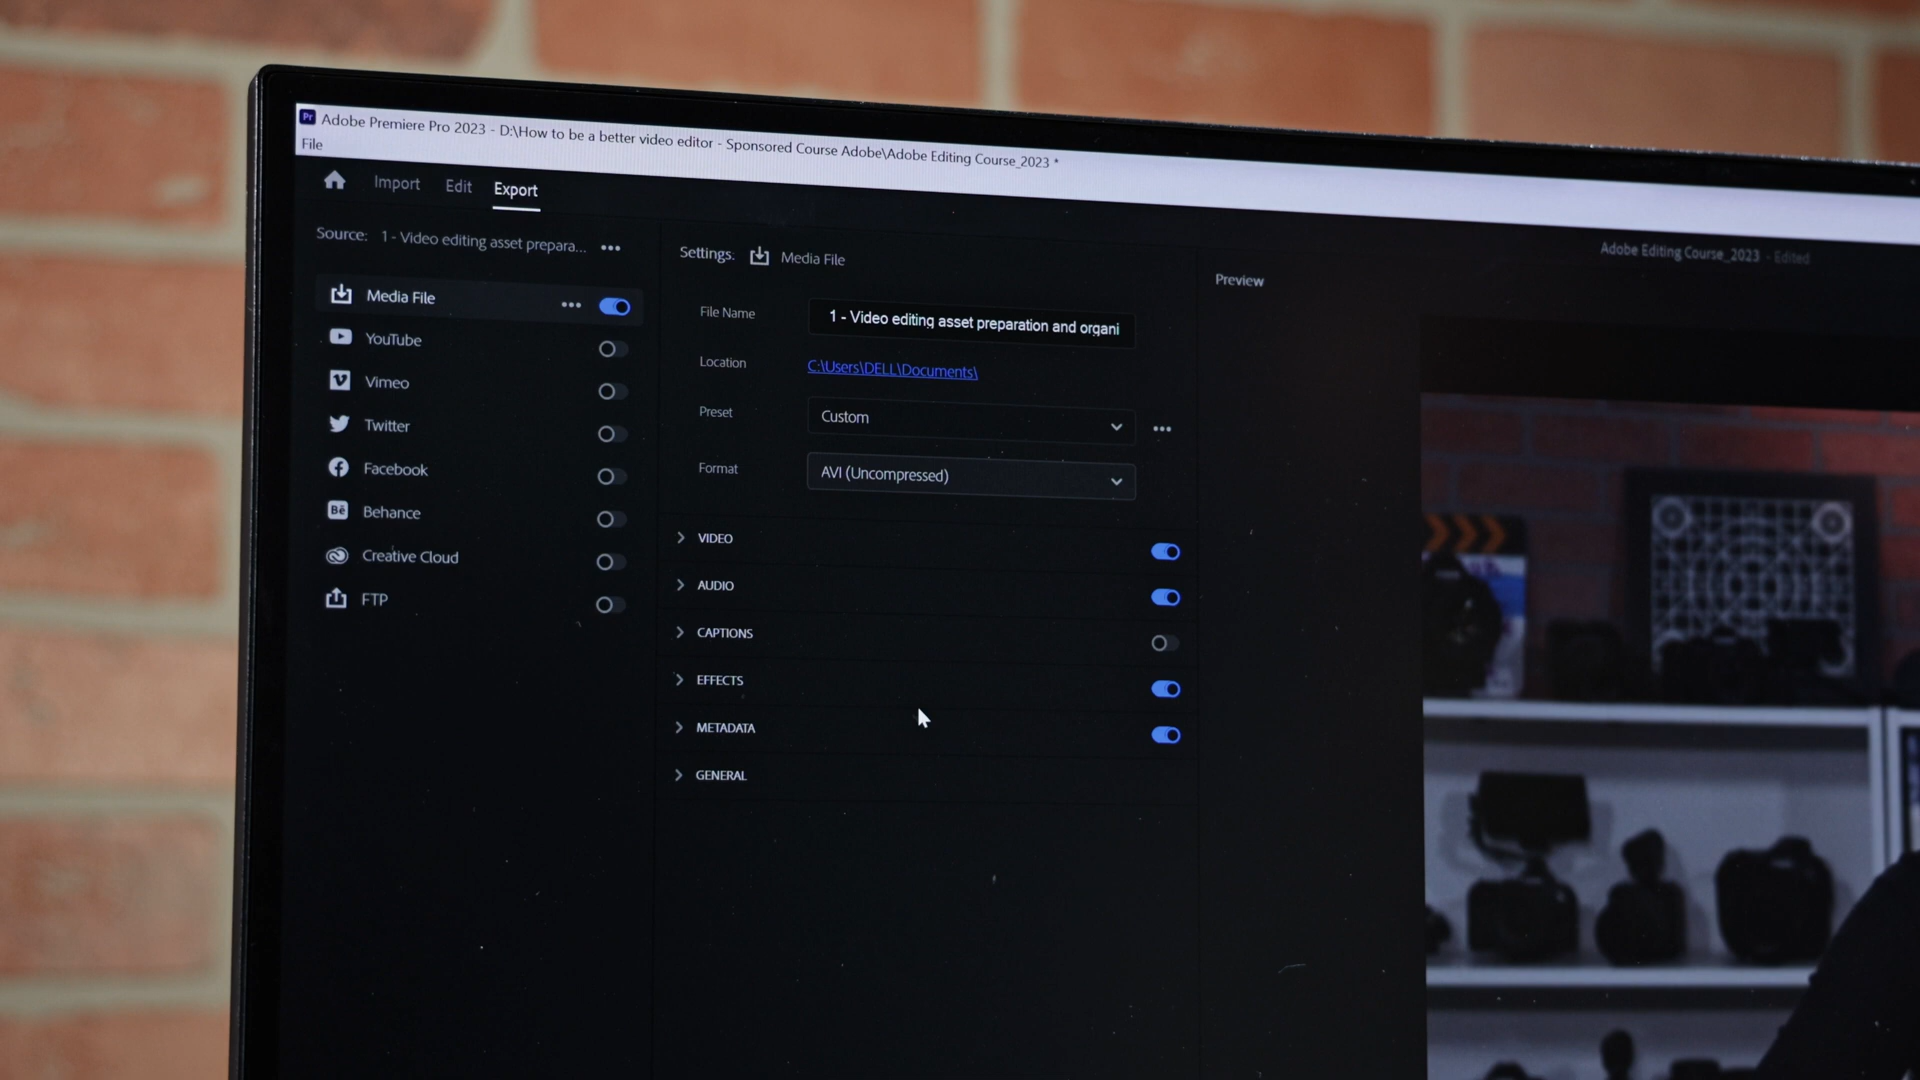 Adobe Premiere Pro 2023 - D:\How to be a better video editor - Sponsored Course Adobe\Adobe Editing Course_2023 *
File
Import Edit Export
Adobe Editing Course_2023 - Edited
Source: 1 - Video editing asset prepara...
Media File
YouTube
Vimeo
Twitter
Facebook
Behance
Creative Cloud
FTP
Settings: Media File
File Name 1 - Video editing asset preparation and organi
Location C:\Users\DELL\Documents\
Preset Custom
Format AVI (Uncompressed)
VIDEO
AUDIO
CAPTIONS
EFFECTS
METADATA
GENERAL
Preview